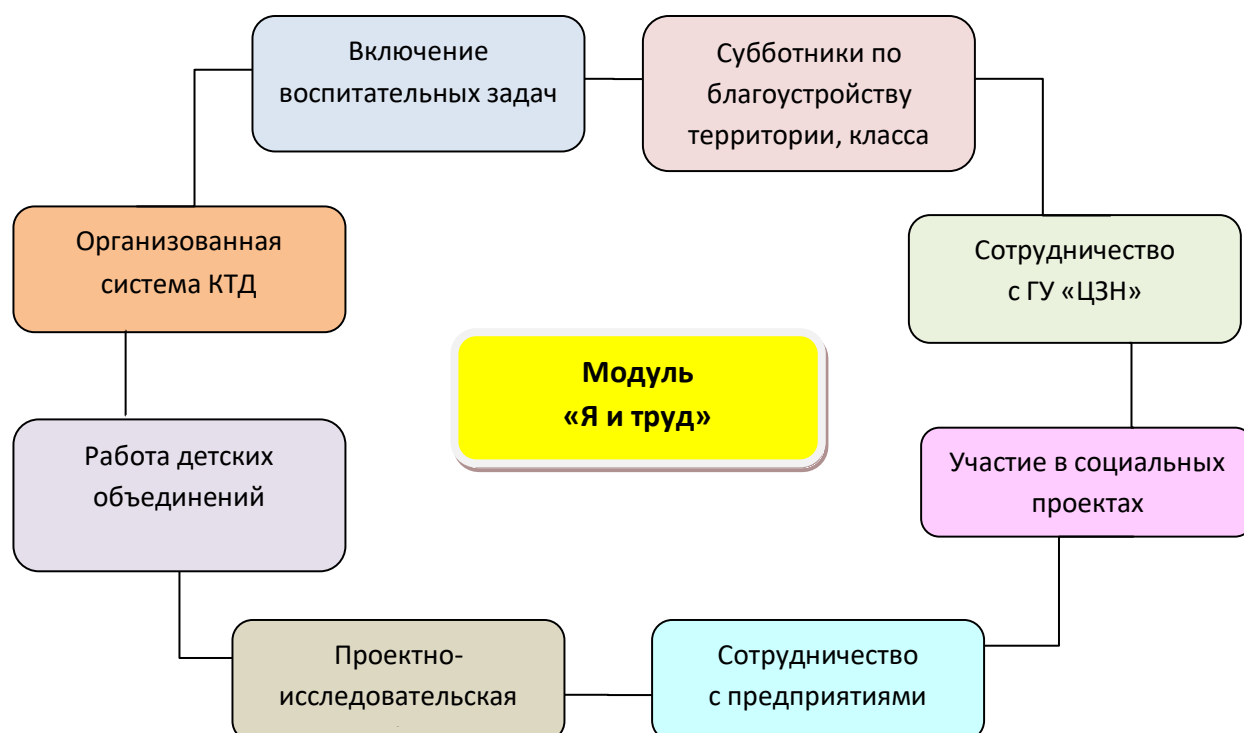 Включение
воспитательных задач
Субботники по
благоустройству
территории, класса
Организованная
система КТД
Сотрудничество
с ГУ «ЦЗН»
Модуль
«Я и труд»
Работа детских
объединений
Участие в социальных
проектах
Проектно-
исследовательская
Сотрудничество
с предприятиями